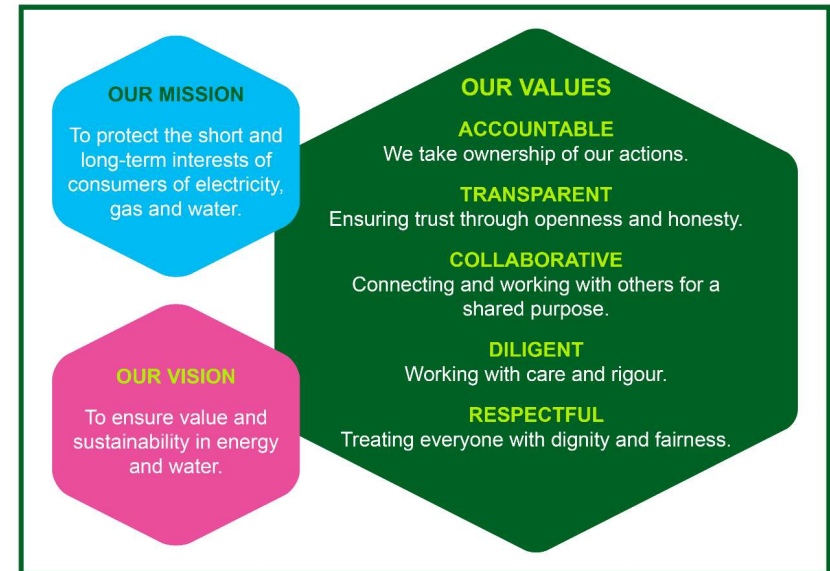 OUR MISSION
To protect the short and
long-term interests of
consumers of electricity,
gas and water.
OUR VISION
To ensure value and
sustainability in energy
and water.
OUR VALUES
ACCOUNTABLE
We take ownership of our actions.
TRANSPARENT
Ensuring trust through openness and honesty.
COLLABORATIVE
Connecting and working with others for a
shared purpose.
DILIGENT
Working with care and rigour.
RESPECTFUL
Treating everyone with dignity and fairness.